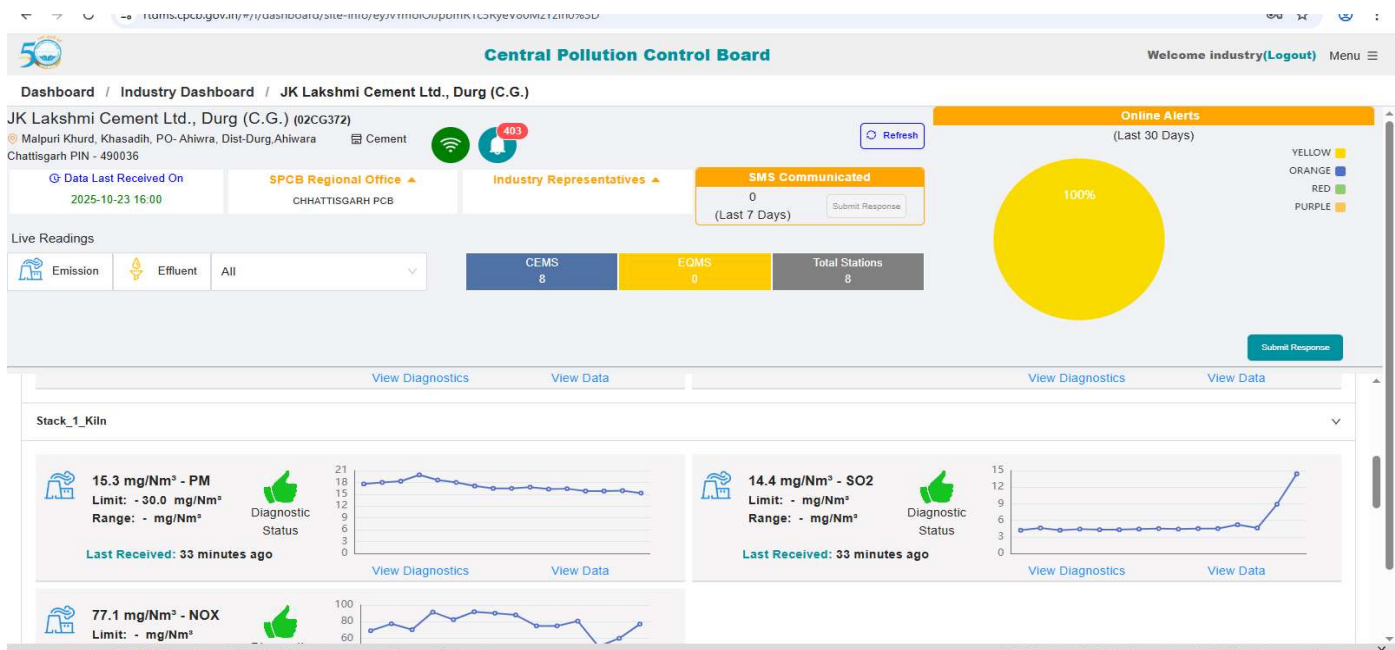 Central Pollution Control Board
Welcome industry(Logout) Menu
Dashboard / Industry Dashboard / JK Lakshmi Cement Ltd., Durg (C.G.)
JK Lakshmi Cement Ltd., Durg (C.G.) (02CG372)
Malpuri Khurd, Khasadih, PO- Ahiwra, Dist-Durg,Ahiwara
Chattisgarh PIN - 490036
Cement
403
Refresh
Data Last Received On
2025-10-23 16:00
SPCB Regional Office
CHHATTISGARH PCB
Industry Representatives
SMS Communicated
0
(Last 7 Days)
Submit Response
Online Alerts
(Last 30 Days)
100%
YELLOW
ORANGE
RED
PURPLE
Submit Response
Live Readings
Emission
Effluent
All
CEMS
8
EQMS
0
Total Stations
8
View Diagnostics View Data
View Diagnostics View Data
Stack_1_Kiln
15.3 mg/Nm³ - PM
Limit: - 30.0 mg/Nm³
Range: - mg/Nm³
Diagnostic
Status
Last Received: 33 minutes ago
21
18
15
12
9
6
3
0
View Diagnostics View Data
14.4 mg/Nm³ - SO2
Limit: - mg/Nm³
Range: - mg/Nm³
Diagnostic
Status
Last Received: 33 minutes ago
15
12
9
6
3
0
View Diagnostics View Data
77.1 mg/Nm³ - NOX
Limit: - mg/Nm³
100
80
60